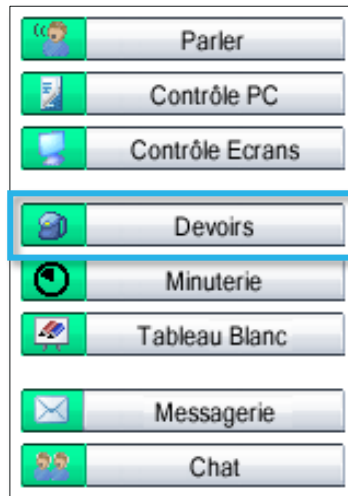 Parler
Contrôle PC
Contrôle Ecrans
Devoirs
Minuterie
Tableau Blanc
Messagerie
Chat